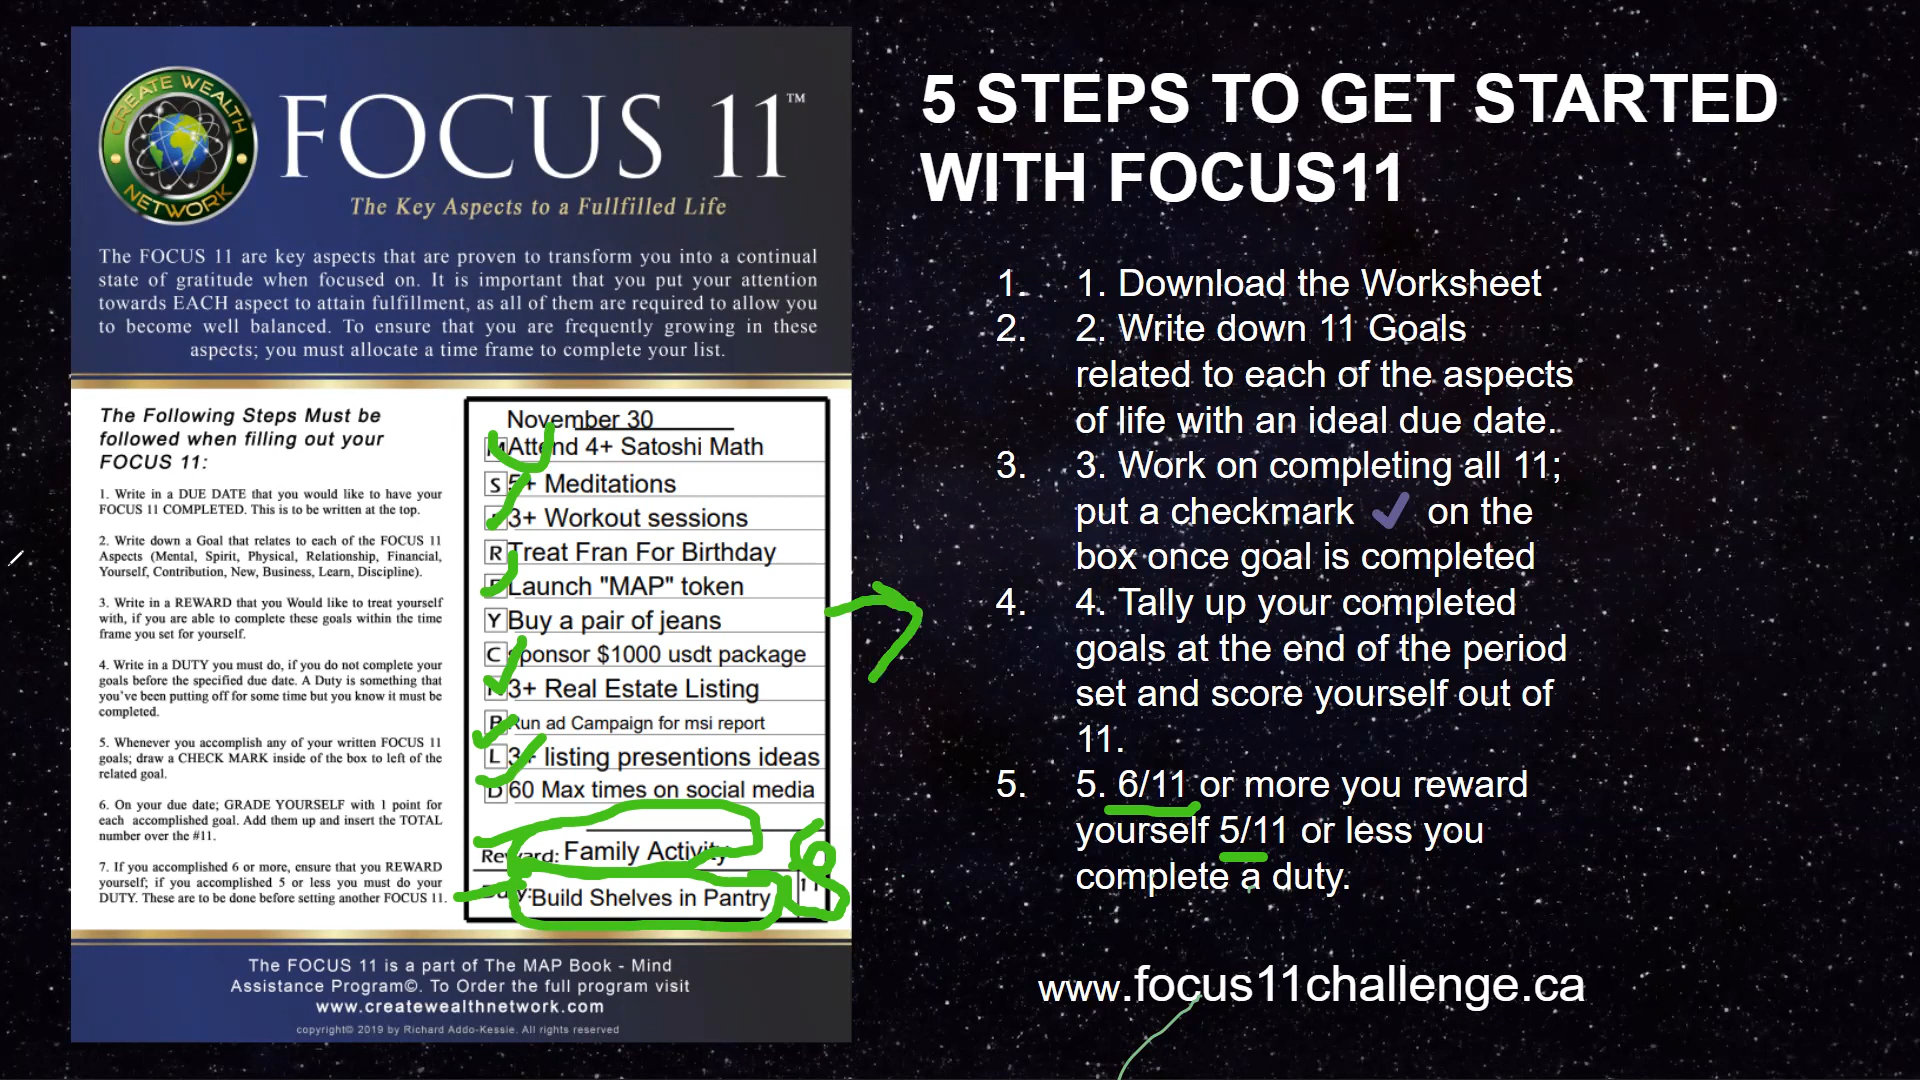 CREATE WEALTH
NETWORK
FOCUS 11™
The Key Aspects to a Fullfilled Life
The FOCUS 11 are key aspects that are proven to transform you into a continual
state of gratitude when focused on. It is important that you put your attention
towards EACH aspect to attain fulfillment, as all of them are required to allow you
to become well balanced. To ensure that you are frequently growing in these
aspects; you must allocate a time frame to complete your list.
The Following Steps Must be
followed when filling out your
FOCUS 11:
1. Write in a DUE DATE that you would like to have your
FOCUS 11 COMPLETED. This is to be written at the top.
2. Write down a Goal that relates to each of the FOCUS 11
Aspects (Mental, Spirit, Physical, Relationship, Financial,
Yourself, Contribution, New, Business, Learn, Discipline).
3. Write in a REWARD that you Would like to treat yourself
with, if you are able to complete these goals within the time
frame you set for yourself.
4. Write in a DUTY you must do, if you do not complete your
goals before the specified due date. A Duty is something that
you've been putting off for some time but you know it must be
completed.
5. Whenever you accomplish any of your written FOCUS 11
goals; draw a CHECK MARK inside of the box to left of the
related goal.
6. On your due date; GRADE YOURSELF with 1 point for
each accomplished goal. Add them up and insert the TOTAL
number over the #11.
7. If you accomplished 6 or more, ensure that you REWARD
yourself; if you accomplished 5 or less you must do your
DUTY. These are to be done before setting another FOCUS 11.
November 30
M Attend 4+ Satoshi Math
S 5+ Meditations
3+ Workout sessions
R Treat Fran For Birthday
F Launch "MAP" token
Y Buy a pair of jeans
C sponsor $1000 usdt package
N 3+ Real Estate Listing
B Run ad Campaign for msi report
L 3+ listing presentions ideas
D 60 Max times on social media
Reward: Family Activity
6
Duty: Build Shelves in Pantry
11
The FOCUS 11 is a part of The MAP Book - Mind
Assistance Program©. To Order the full program visit
www.createwealthnetwork.com
copyright© 2019 by Richard Addo-Kessie. All rights reserved
5 STEPS TO GET STARTED
WITH FOCUS11
1. 1. Download the Worksheet
2. 2. Write down 11 Goals
related to each of the aspects
of life with an ideal due date.
3. 3. Work on completing all 11;
put a checkmark ✓ on the
box once goal is completed
4. 4. Tally up your completed
goals at the end of the period
set and score yourself out of
11.
5. 5. 6/11 or more you reward
yourself 5/11 or less you
complete a duty.
www.focus11challenge.ca